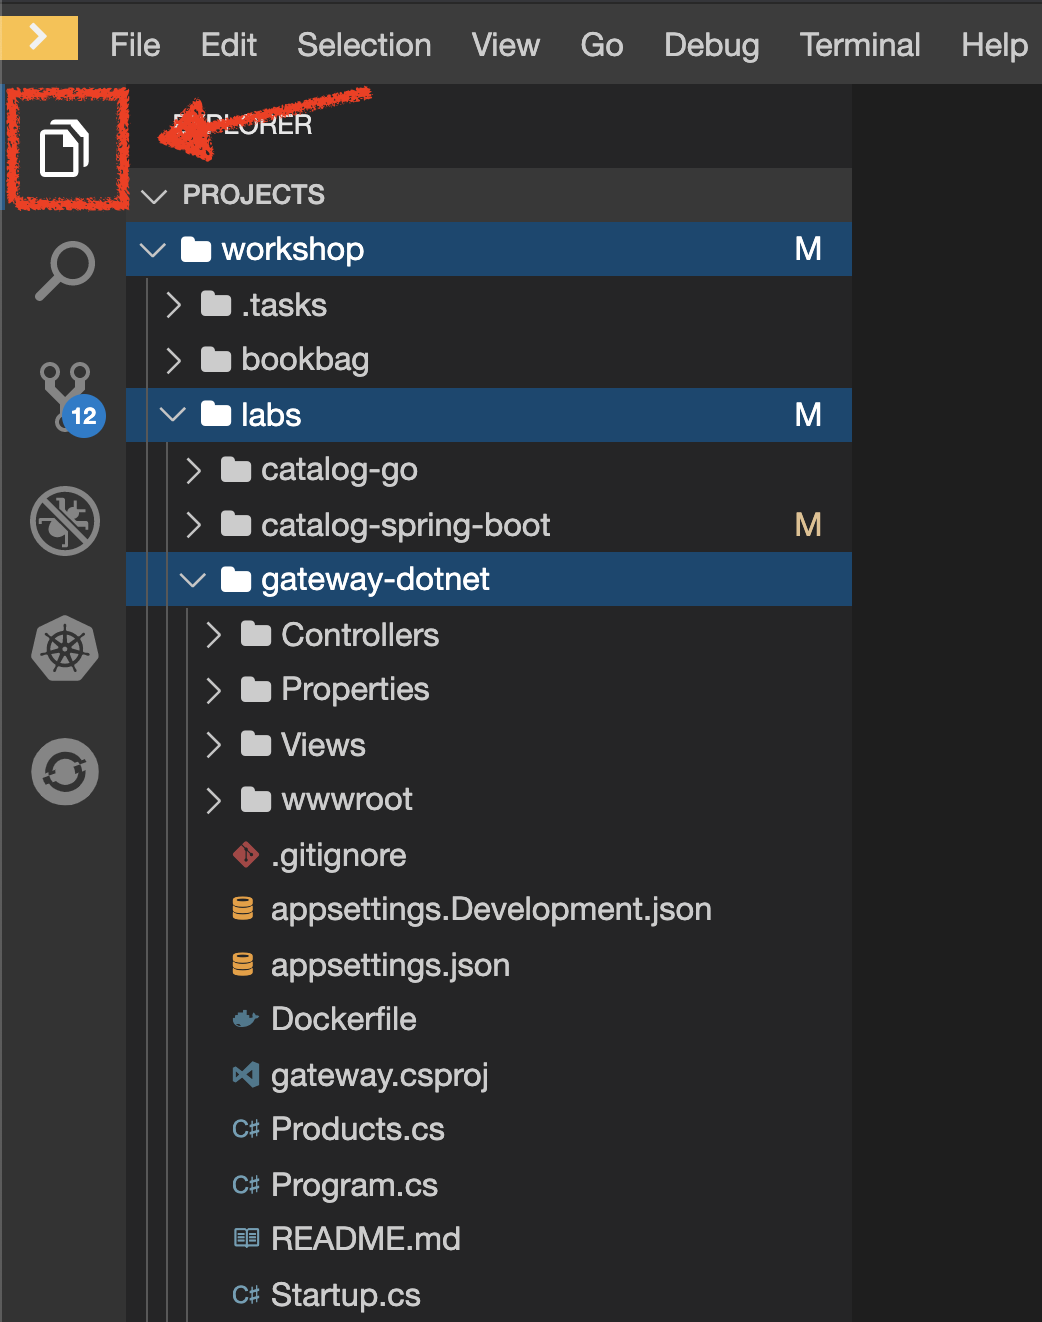 File Edit Selection View Go Debug Terminal Help
EXPLORER
PROJECTS
workshop M
.tasks
bookbag
labs M
12
catalog-go
catalog-spring-boot M
gateway-dotnet
Controllers
Properties
Views
wwwroot
.gitignore
appsettings.Development.json
appsettings.json
Dockerfile
gateway.csproj
C# Products.cs
C# Program.cs
README.md
C# Startup.cs